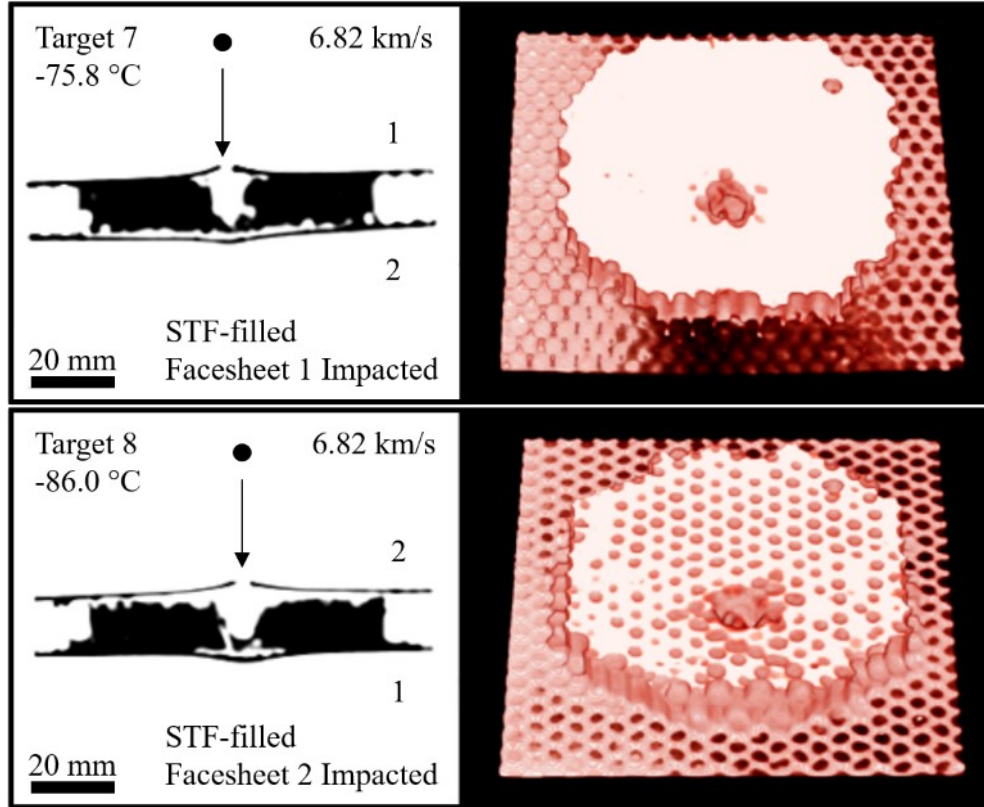 Target 7
6.82 km/s
-75.8 °C
1
2
STF-filled
20 mm
Facesheet 1 Impacted
Target 8
6.82 km/s
-86.0 °C
2
1
STF-filled
20 mm
Facesheet 2 Impacted